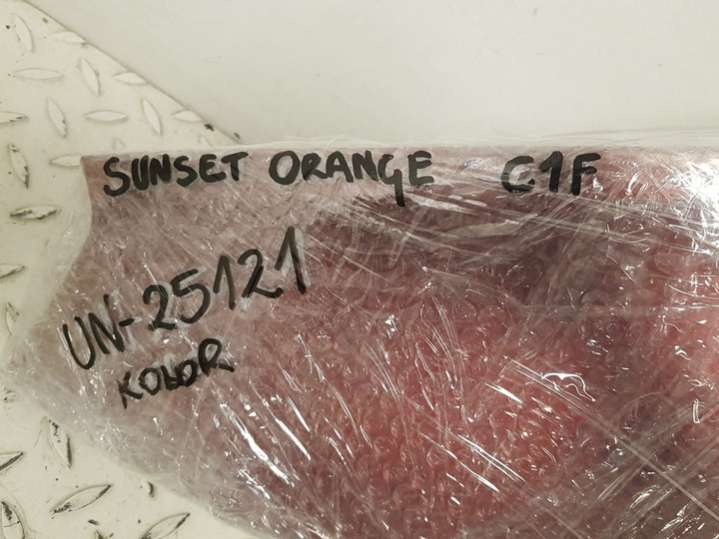 SUNSET ORANGE C1F
UN-25121
KOLOR